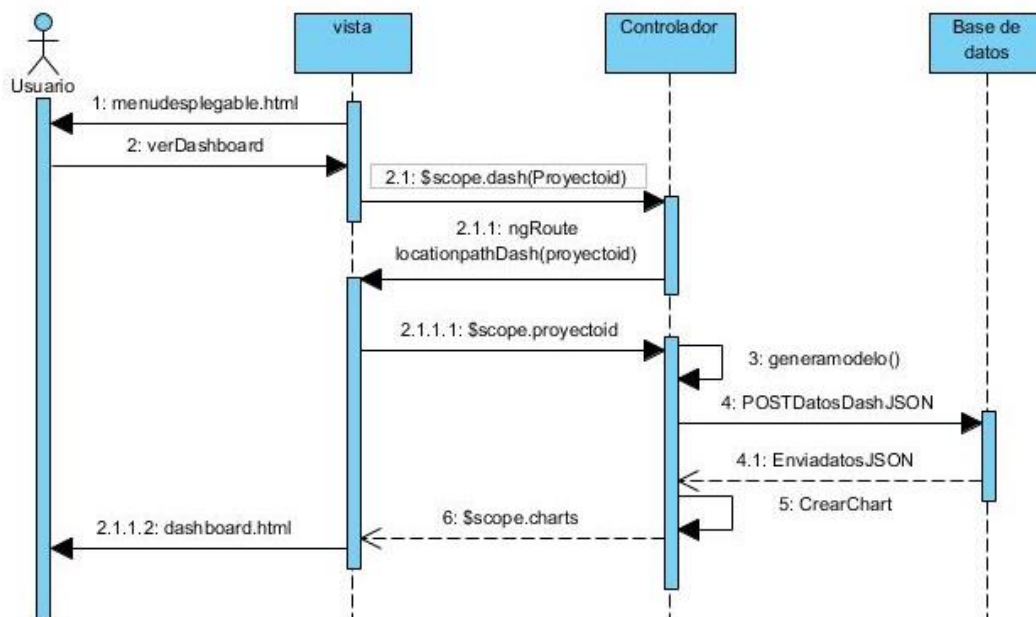 vista
Controlador
Base de
datos
Usuario
1: menudesplegable.html
2: verDashboard
2.1: $scope.dash(Proyectoid)
2.1.1: ngRoute
locationpathDash(proyectoid)
2.1.1.1: $scope.proyectoid
3: generamodelo()
4: POSTDatosDashJSON
4.1: EnviadatosJSON
5: CrearChart
6: $scope.charts
2.1.1.2: dashboard.html